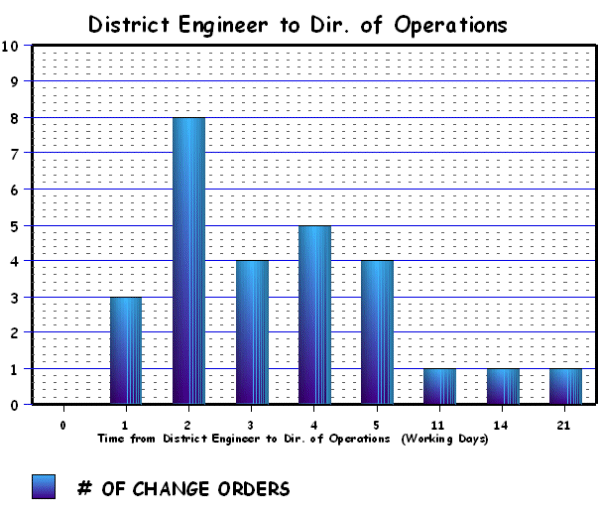 District Engineer to Dir. of Operations
10
9
8
7
6
5
4
3
2
1
0
0 1 2 3 4 5 11 14 21
Time from District Engineer to Dir. of Operations (Working Days)
# OF CHANGE ORDERS